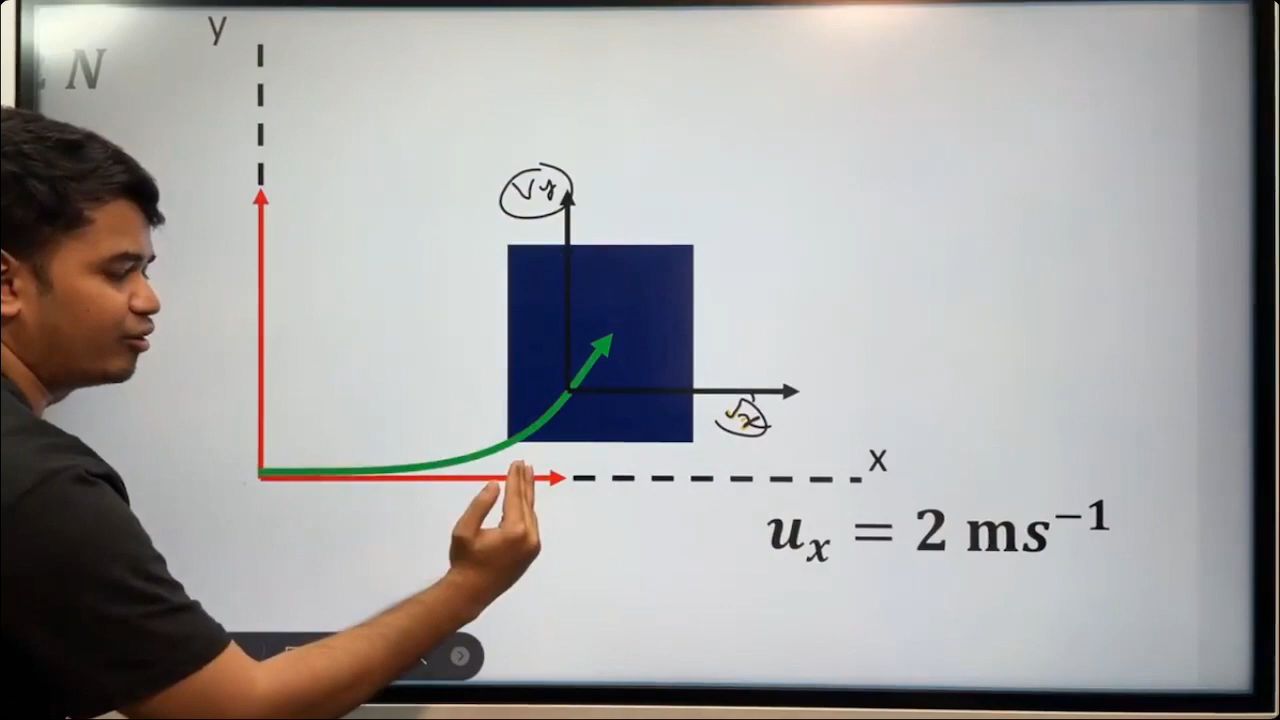 y
N
Vy
Vx
x
uₓ = 2 ms⁻¹